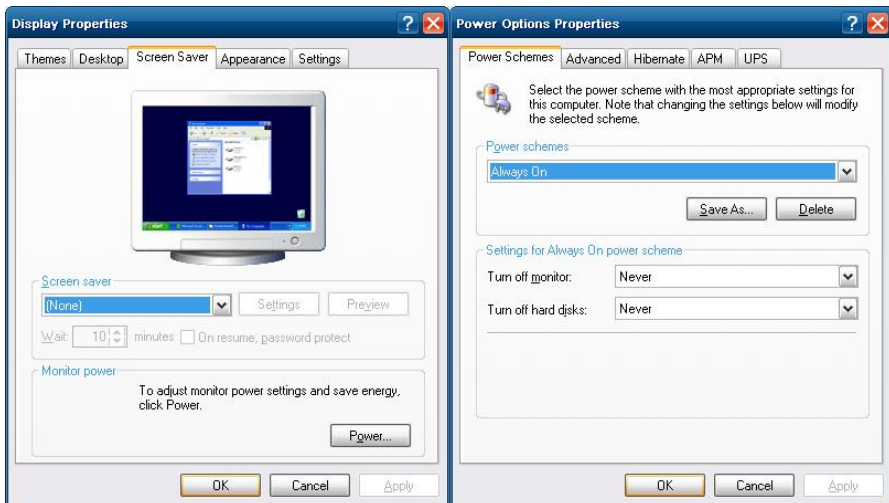 Display Properties
Themes Desktop Screen Saver Appearance Settings
start
Screen saver
(None)
Settings Preview
Wait: 10 minutes On resume, password protect
Monitor power
To adjust monitor power settings and save energy,
click Power.
Power...
OK Cancel Apply
Power Options Properties
Power Schemes Advanced Hibernate APM UPS
Select the power scheme with the most appropriate settings for
this computer. Note that changing the settings below will modify
the selected scheme.
Power schemes
Always On
Save As... Delete
Settings for Always On power scheme
Turn off monitor: Never
Turn off hard disks: Never
OK Cancel Apply